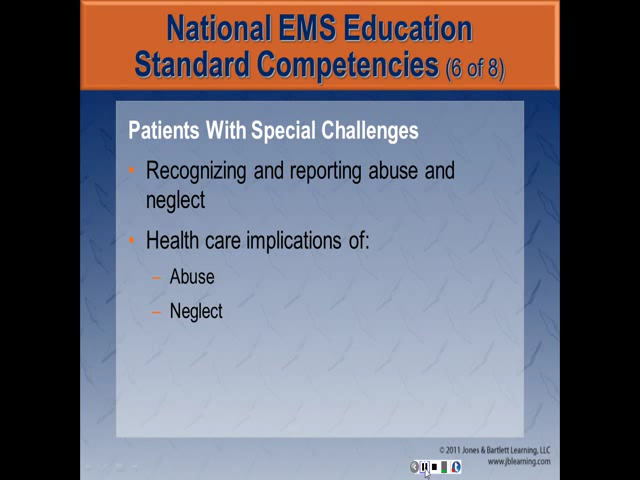 National EMS Education
Standard Competencies (6 of 8)
Patients With Special Challenges
• Recognizing and reporting abuse and
neglect
• Health care implications of:
– Abuse
– Neglect
© 2011 Jones & Bartlett Learning, LLC
www.jblearning.com